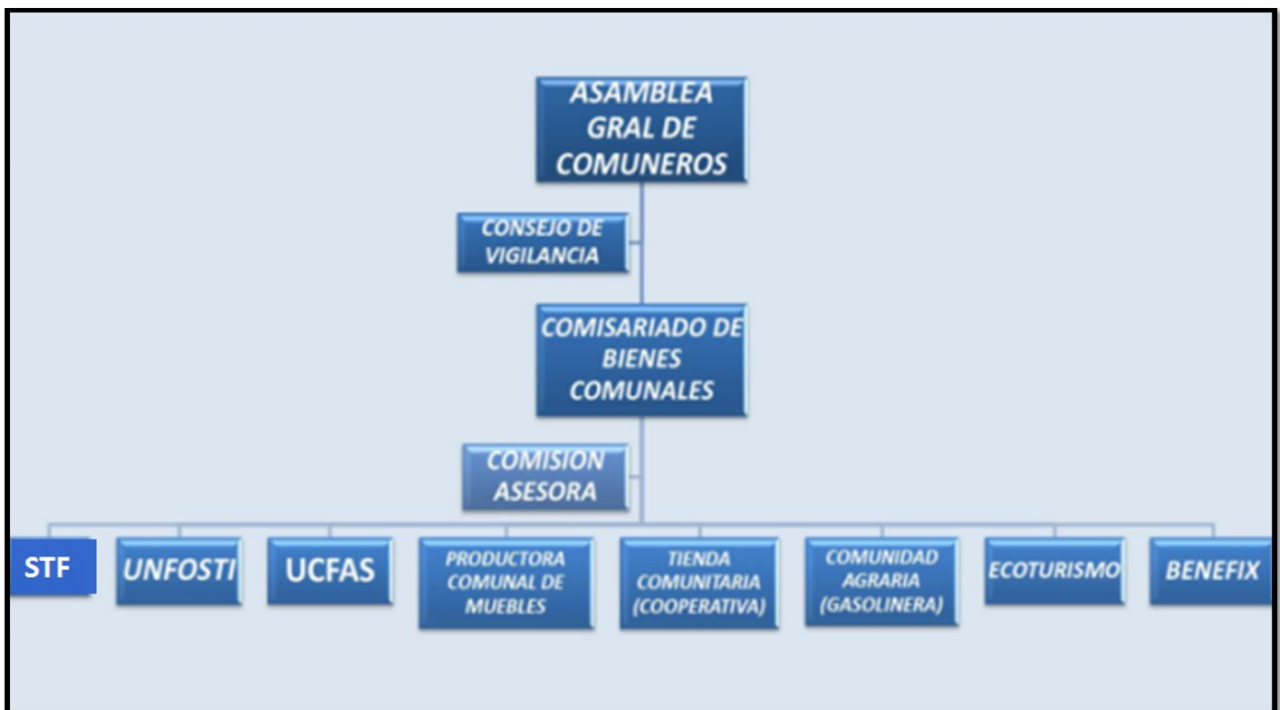 ASAMBLEA
GRAL DE
COMUNEROS
CONSEJO DE
VIGILANCIA
COMISARIADO DE
BIENES
COMUNALES
COMISION
ASESORA
STF
UNFOSTI
UCFAS
PRODUCTORA
COMUNAL DE
MUEBLES
TIENDA
COMUNITARIA
(COOPERATIVA)
COMUNIDAD
AGRARIA
(GASOLINERA)
ECOTURISMO
BENEFIX